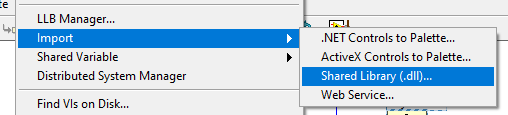 LLB Manager...
Import
Shared Variable
Distributed System Manager
Find VIs on Disk...
.NET Controls to Palette...
ActiveX Controls to Palette...
Shared Library (.dll)...
Web Service...